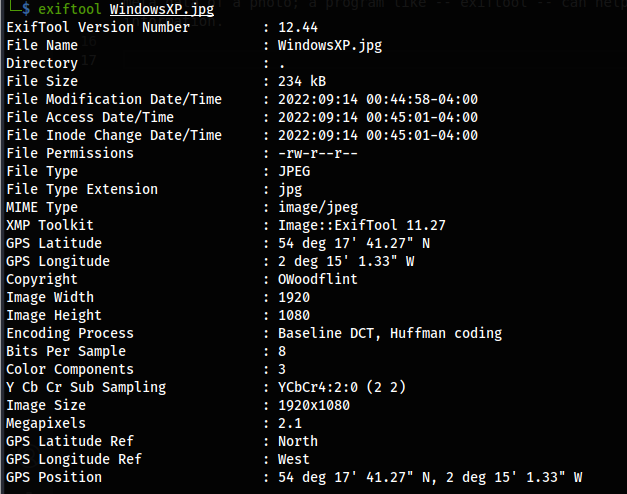 └─$ exiftool WindowsXP.jpg
ExifTool Version Number : 12.44
File Name : WindowsXP.jpg
Directory : .
File Size : 234 kB
File Modification Date/Time : 2022:09:14 00:44:58-04:00
File Access Date/Time : 2022:09:14 00:45:01-04:00
File Inode Change Date/Time : 2022:09:14 00:45:01-04:00
File Permissions : -rw-r--r--
File Type : JPEG
File Type Extension : jpg
MIME Type : image/jpeg
XMP Toolkit : Image::ExifTool 11.27
GPS Latitude : 54 deg 17' 41.27" N
GPS Longitude : 2 deg 15' 1.33" W
Copyright : OWoodflint
Image Width : 1920
Image Height : 1080
Encoding Process : Baseline DCT, Huffman coding
Bits Per Sample : 8
Color Components : 3
Y Cb Cr Sub Sampling : YCbCr4:2:0 (2 2)
Image Size : 1920x1080
Megapixels : 2.1
GPS Latitude Ref : North
GPS Longitude Ref : West
GPS Position : 54 deg 17' 41.27" N, 2 deg 15' 1.33" W